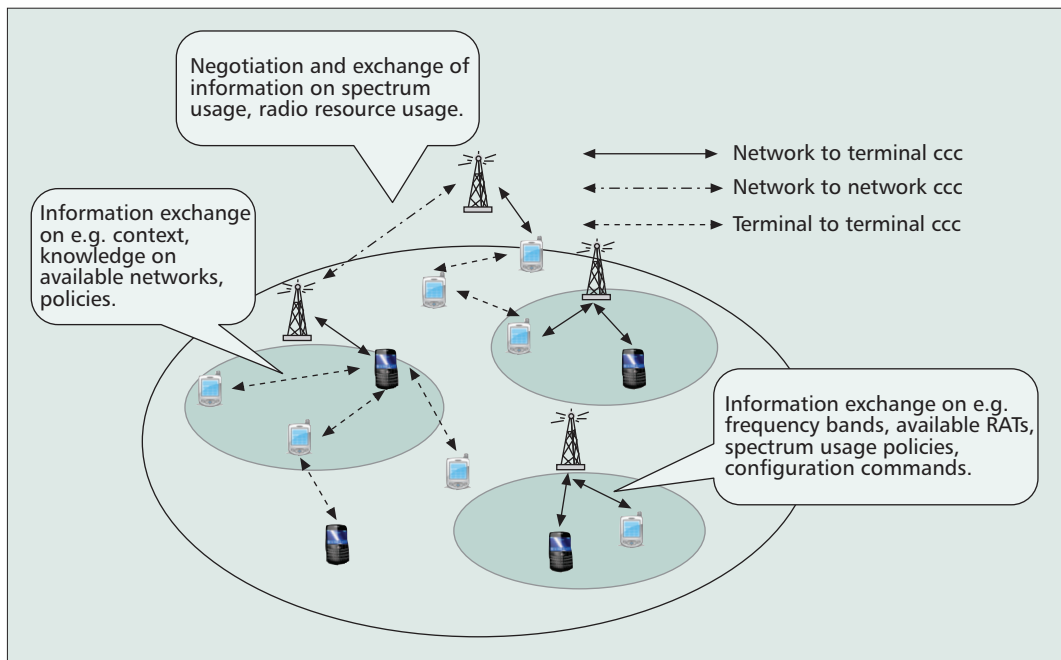 Negotiation and exchange of
information on spectrum
usage, radio resource usage.
Network to terminal ccc
Network to network ccc
Terminal to terminal ccc
Information exchange
on e.g. context,
knowledge on
available networks,
policies.
Information exchange on e.g.
frequency bands, available RATs,
spectrum usage policies,
configuration commands.